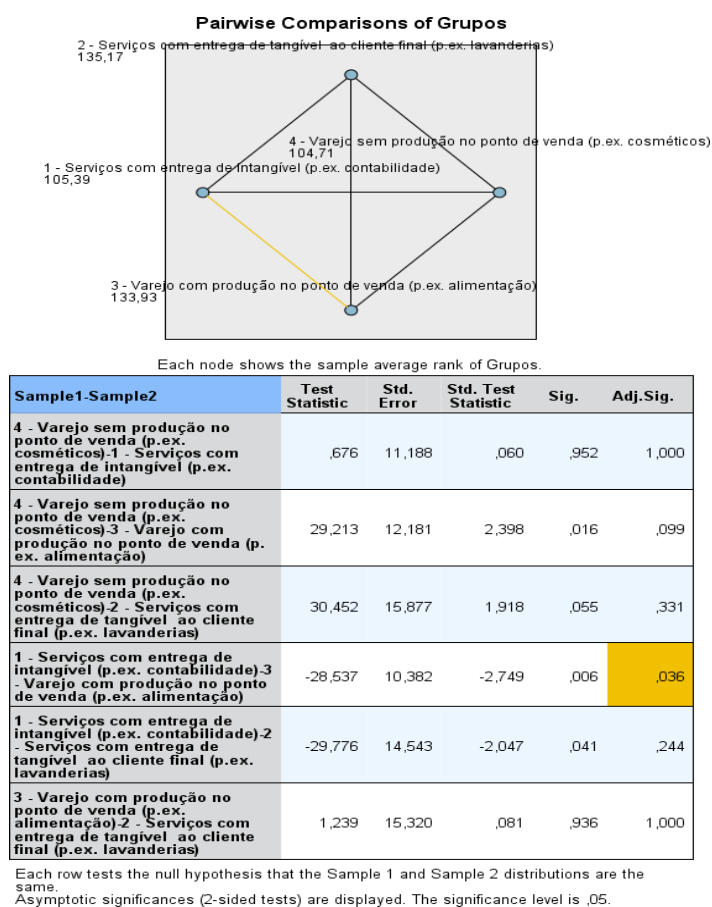 Pairwise Comparisons of Grupos
2 - Serviços com entrega de tangível  ao cliente final (p.ex. lavanderias)
135,17
4 - Varejo sem produção no ponto de venda (p.ex. cosméticos)
104,71
1 - Serviços com entrega de intangível (p.ex. contabilidade)
105,39
3 - Varejo com produção no ponto de venda (p.ex. alimentação)
133,93
Each node shows the sample average rank of Grupos.
Sample1-Sample2 Test Statistic Std. Error Std. Test Statistic Sig. Adj.Sig.
4 - Varejo sem produção no
ponto de venda (p.ex.
cosméticos)-1 - Serviços com
entrega de intangível (p.ex.
contabilidade)
,676 11,188 ,060 ,952 1,000
4 - Varejo sem produção no
ponto de venda (p.ex.
cosméticos)-3 - Varejo com
produção no ponto de venda (p.
ex. alimentação)
29,213 12,181 2,398 ,016 ,099
4 - Varejo sem produção no
ponto de venda (p.ex.
cosméticos)-2 - Serviços com
entrega de tangível  ao cliente
final (p.ex. lavanderias)
30,452 15,877 1,918 ,055 ,331
1 - Serviços com entrega de
intangível (p.ex. contabilidade)-3
- Varejo com produção no ponto
de venda (p.ex. alimentação)
-28,537 10,382 -2,749 ,006 ,036
1 - Serviços com entrega de
intangível (p.ex. contabilidade)-2
- Serviços com entrega de
tangível  ao cliente final (p.ex.
lavanderias)
-29,776 14,543 -2,047 ,041 ,244
3 - Varejo com produção no
ponto de venda (p.ex.
alimentação)-2 - Serviços com
entrega de tangível  ao cliente
final (p.ex. lavanderias)
1,239 15,320 ,081 ,936 1,000
Each row tests the null hypothesis that the Sample 1 and Sample 2 distributions are the
same.
Asymptotic significances (2-sided tests) are displayed. The significance level is ,05.